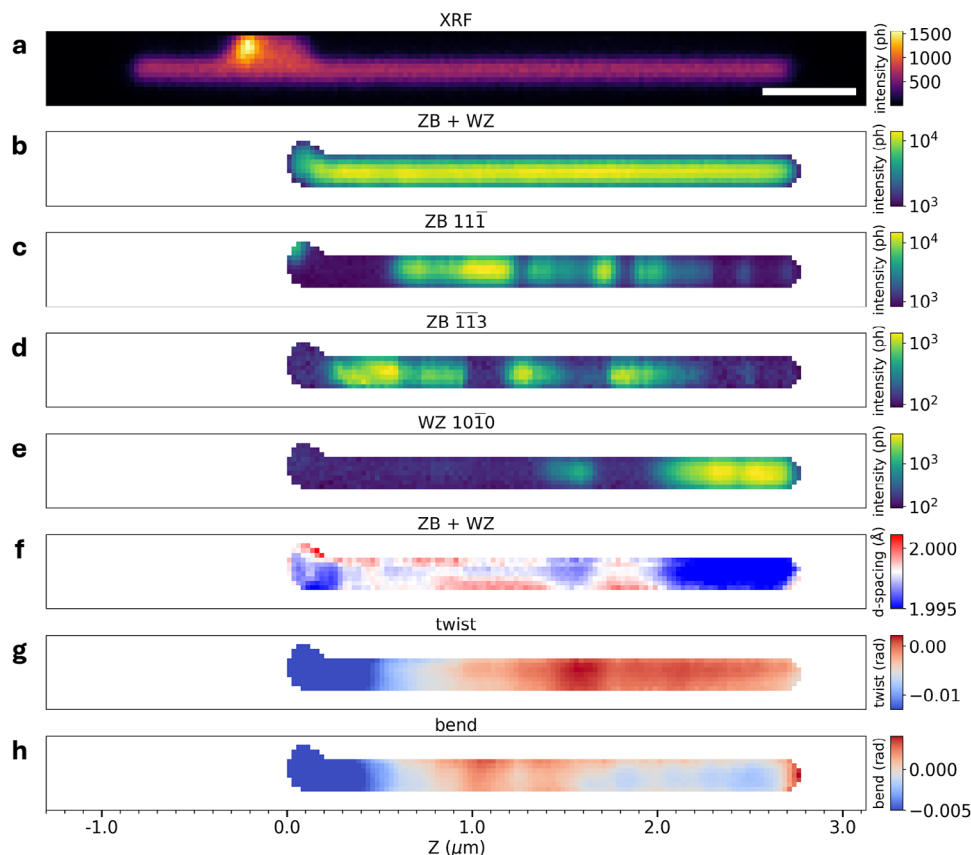 XRF
a
1500
1000
500
intensity (ph)
ZB + WZ
b
10⁴
10³
intensity (ph)
ZB 111̅
c
10⁴
10³
intensity (ph)
ZB 1̅1̅3
d
10³
10²
intensity (ph)
WZ 101̅0
e
10³
10²
intensity (ph)
ZB + WZ
f
2.000
1.995
d-spacing (Å)
twist
g
0.00
−0.01
twist (rad)
bend
h
0.000
−0.005
bend (rad)
-1.0 0.0 1.0 2.0 3.0
Z (μm)